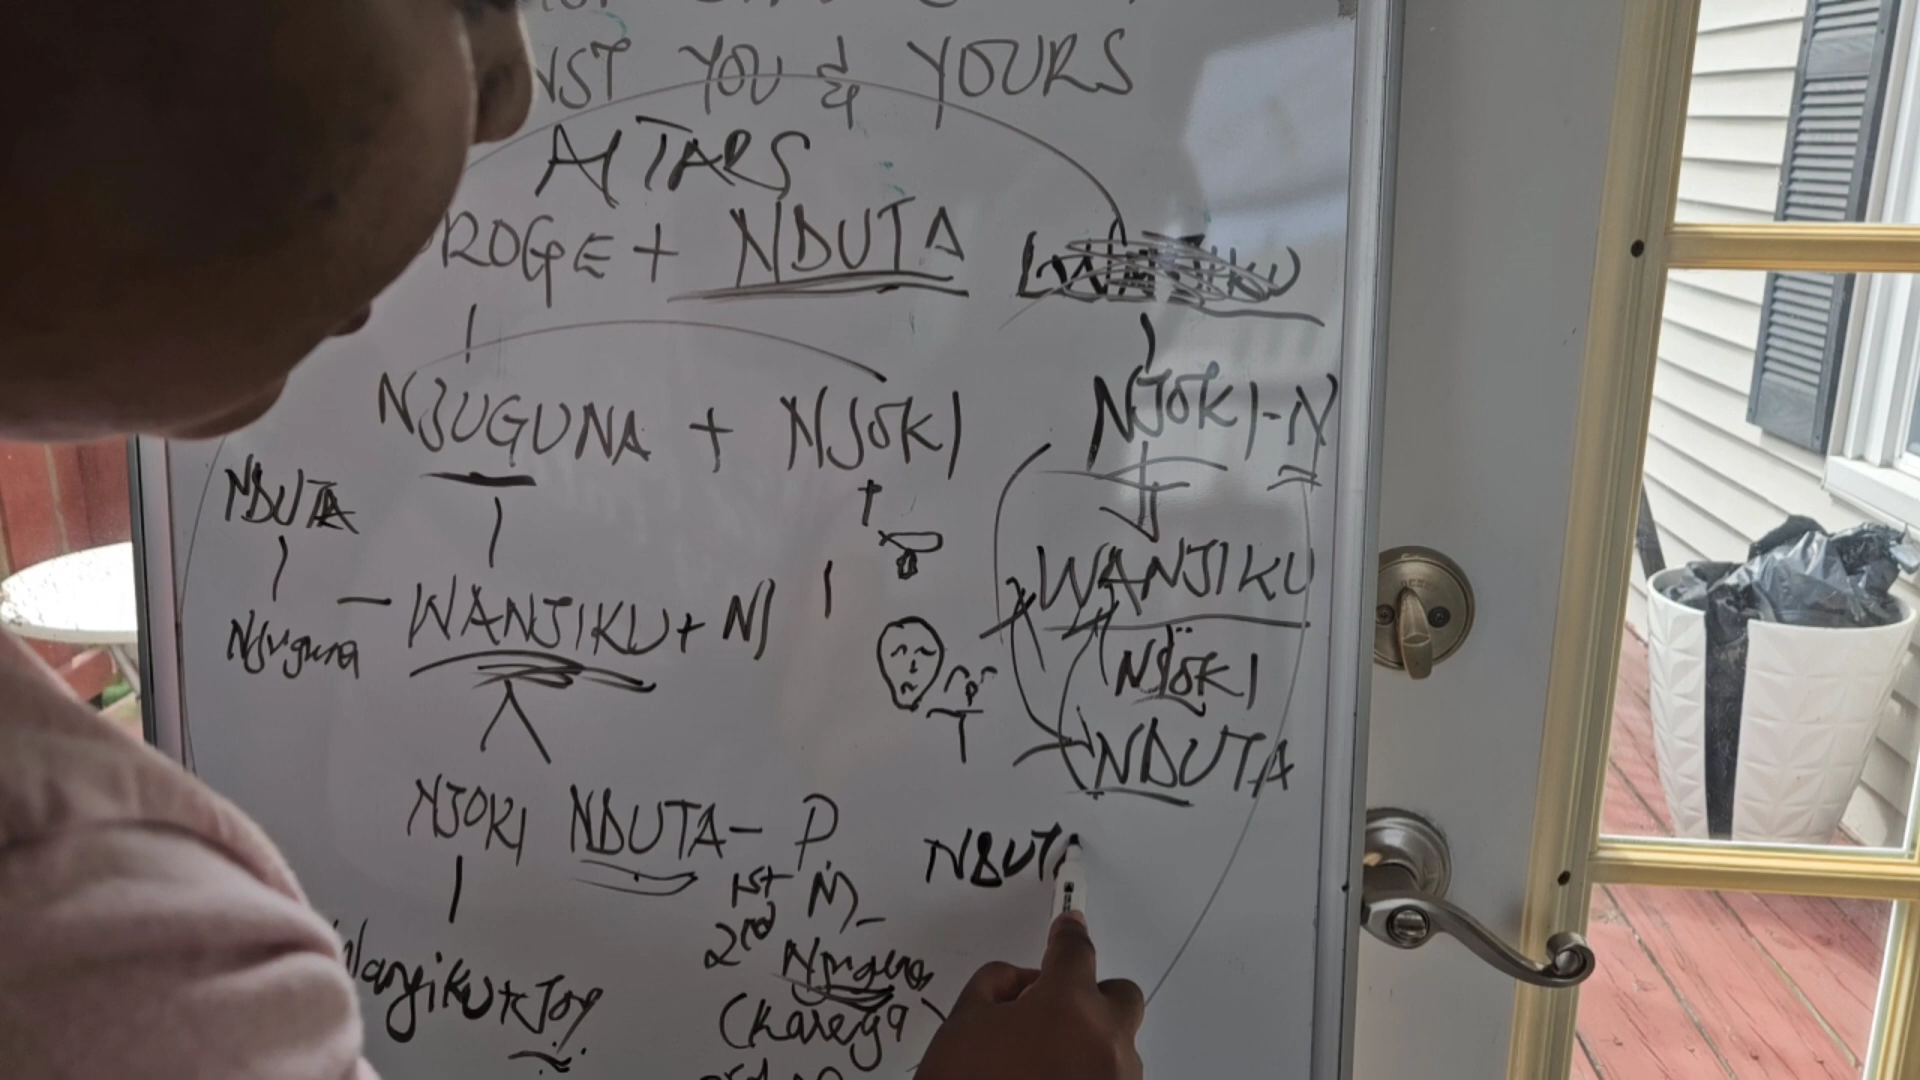 YOU & YOURS
ALTARS
ROGE + NDUTA
NJUGUNA + NJOKI
NJOKI-N
NDUTA
Njuguna
- WANJIKU + NJ
WANJIKU
NJOKI
NDUTA
NJOKI NDUTA - P
NDUTA
1st M
2nd Njuguna
(Karega
Wanjiku + Joy